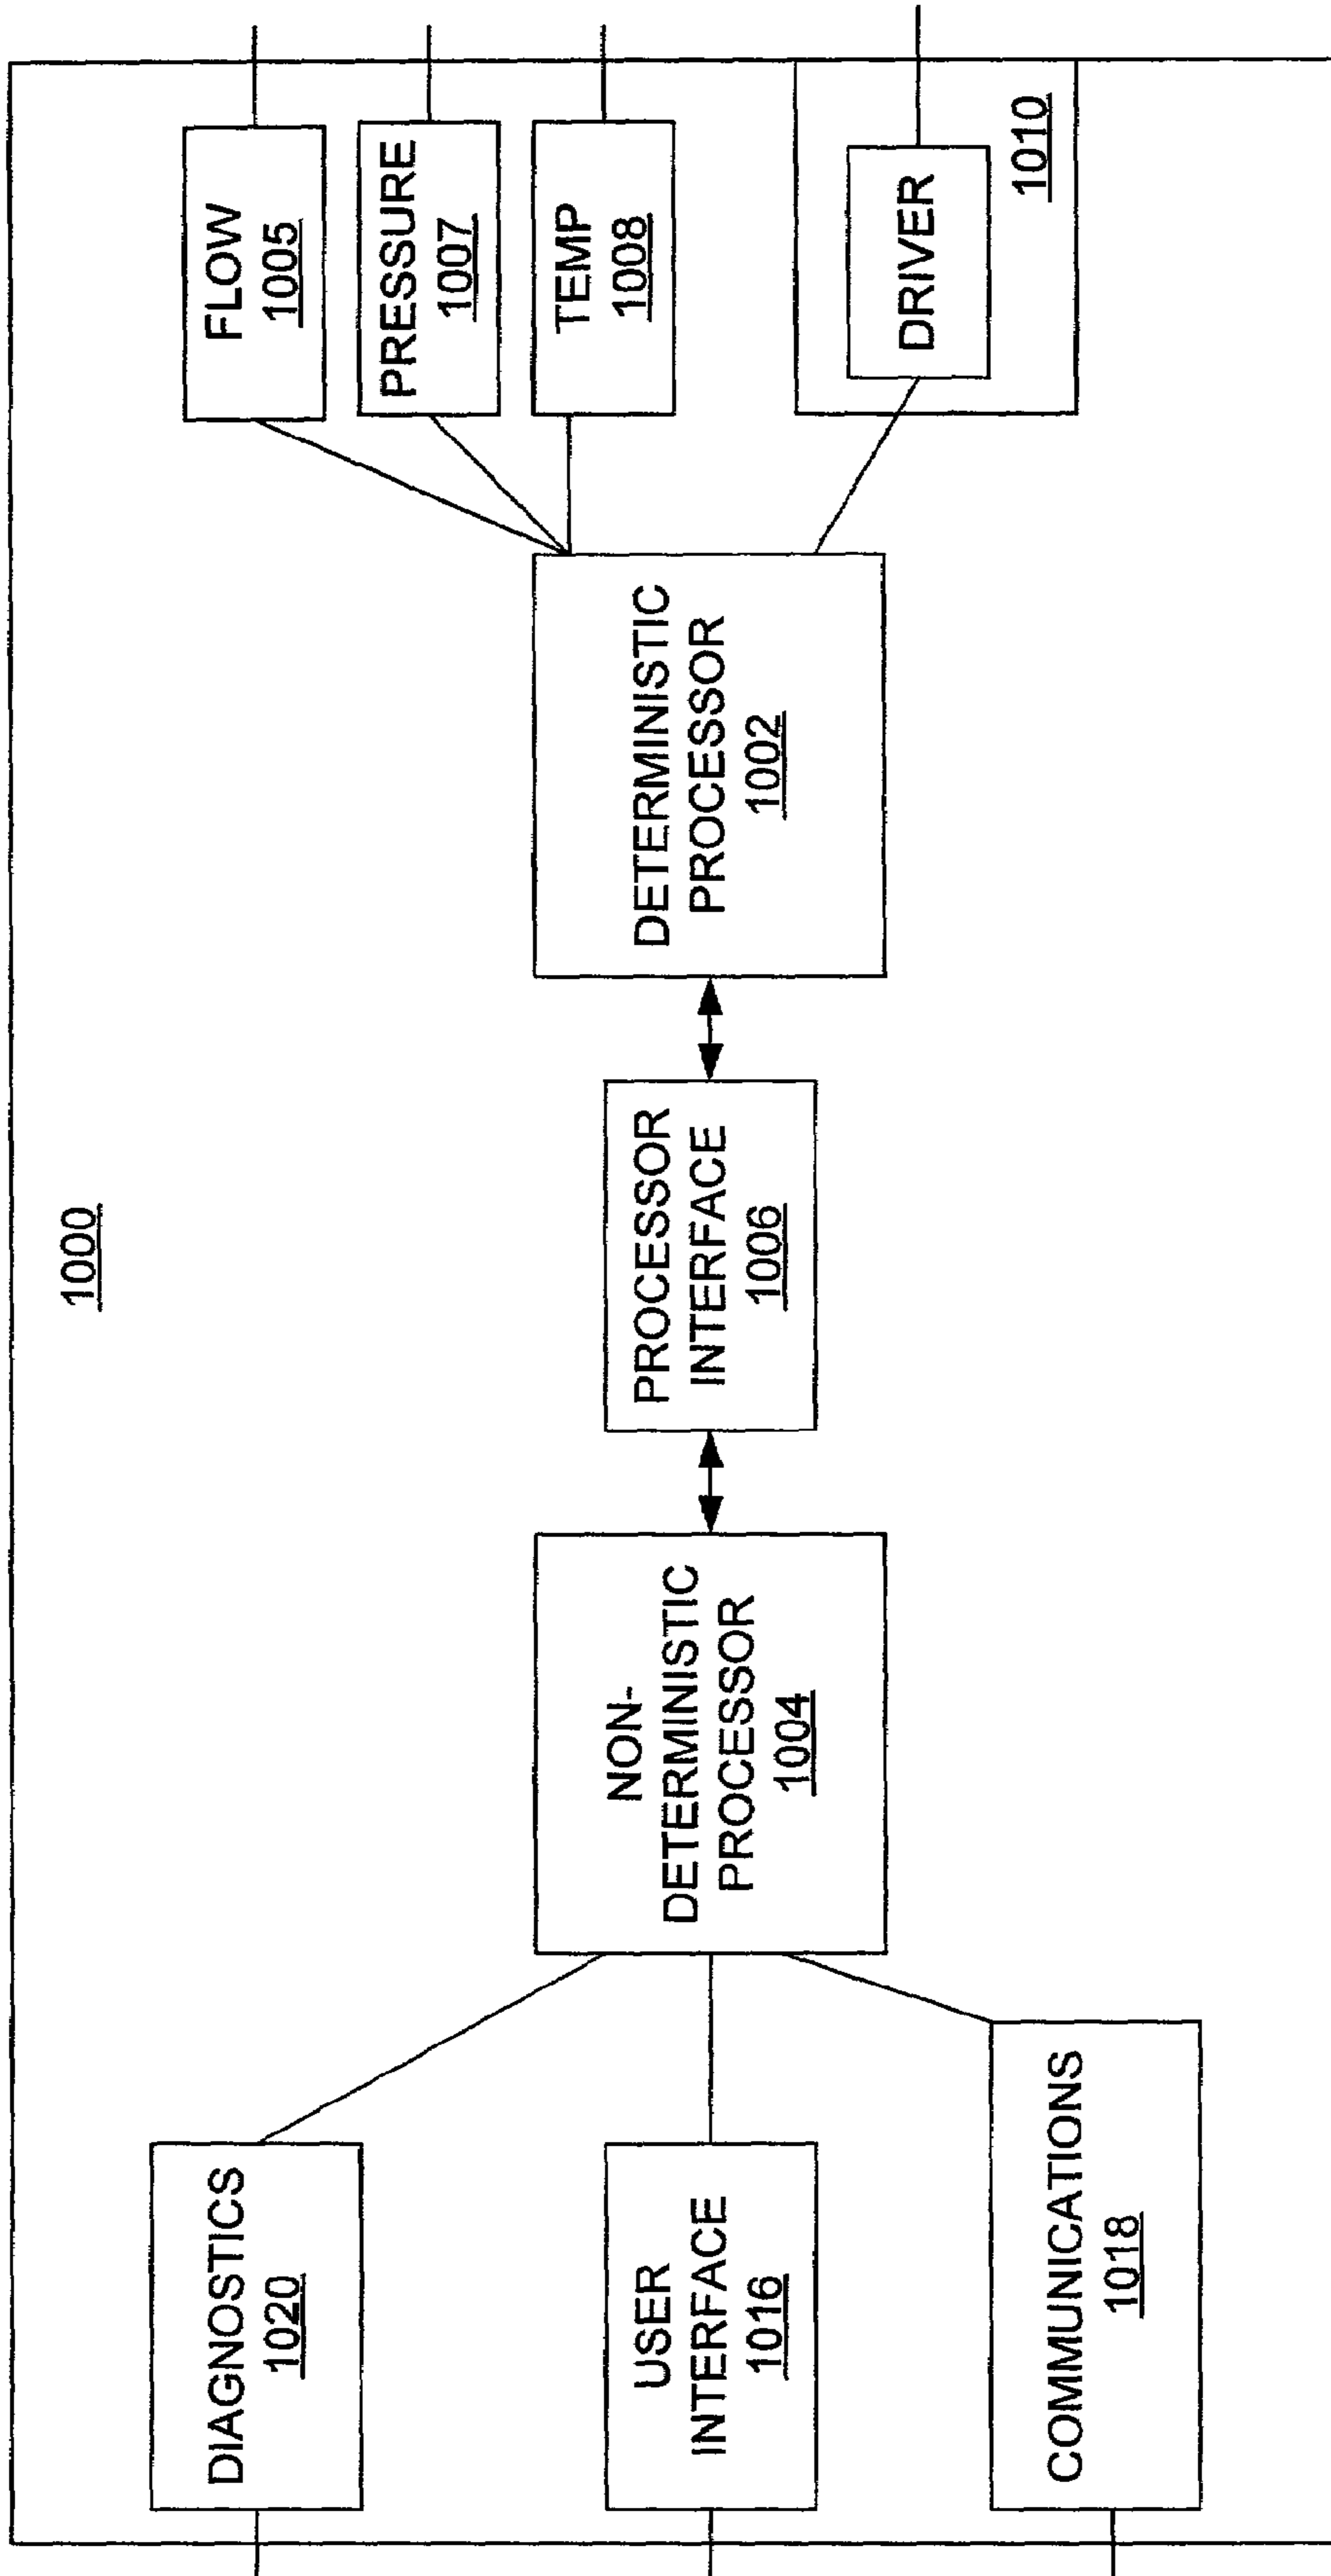 1000
DIAGNOSTICS
1020
USER
INTERFACE
1016
COMMUNICATIONS
1018
NON-
DETERMINISTIC
PROCESSOR
1004
PROCESSOR
INTERFACE
1006
DETERMINISTIC
PROCESSOR
1002
FLOW
1005
PRESSURE
1007
TEMP
1008
DRIVER
1010